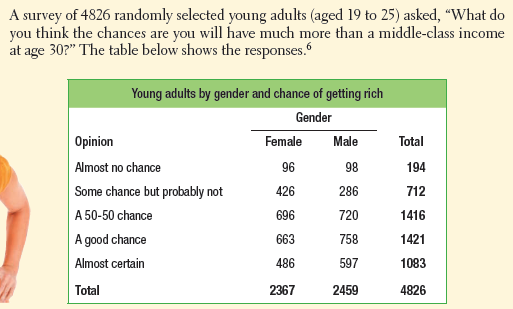 A survey of 4826 randomly selected young adults (aged 19 to 25) asked, “What do
you think the chances are you will have much more than a middle-class income
at age 30?” The table below shows the responses.6
Young adults by gender and chance of getting rich
Gender
Opinion Female Male Total
Almost no chance 96 98 194
Some chance but probably not 426 286 712
A 50-50 chance 696 720 1416
A good chance 663 758 1421
Almost certain 486 597 1083
Total 2367 2459 4826